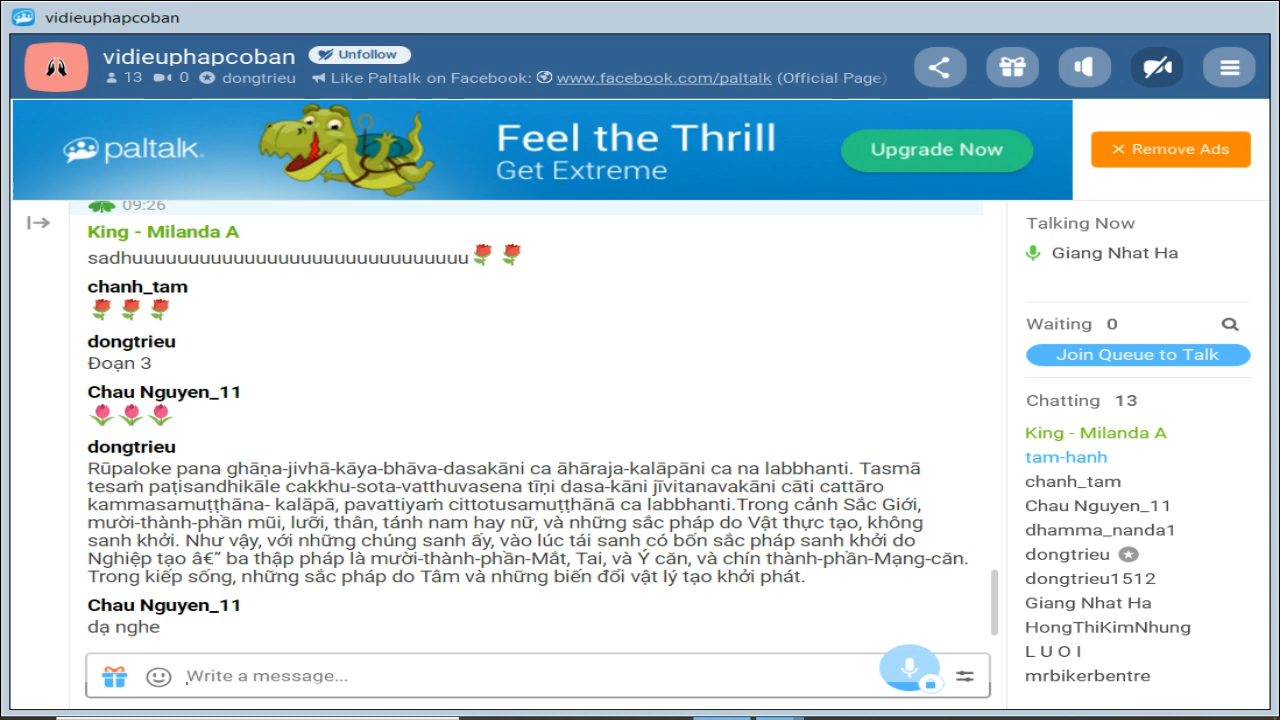 vidieuphapcoban
vidieuphapcoban Unfollow
13 0 dongtrieu Like Paltalk on Facebook: www.facebook.com/paltalk (Official Page)
paltalk.
Feel the Thrill
Get Extreme
Upgrade Now
× Remove Ads
09:26
King - Milanda A
sadhuuuuuuuuuuuuuuuuuuuuuuuuuuuuuu
chanh_tam
dongtrieu
Đoạn 3
Chau Nguyen_11
dongtrieu
Rūpaloke pana ghāṇa-jivhā-kāya-bhāva-dasakāni ca āhāraja-kalāpāni ca na labbhanti. Tasmā
tesaṁ paṭisandhikāle cakkhu-sota-vatthuvasena tīṇi dasa-kāni jīvitanavakāni cāti cattāro
kammasamuṭṭhāna- kalāpā, pavattiyaṁ cittotusamuṭṭhānā ca labbhanti.Trong cảnh Sắc Giới,
mười-thành-phần mũi, lưỡi, thân, tánh nam hay nữ, và những sắc pháp do Vật thực tạo, không
sanh khởi. Như vậy, với những chúng sanh ấy, vào lúc tái sanh có bốn sắc pháp sanh khởi do
Nghiệp tạo â€” ba thập pháp là mười-thành-phần-Mắt, Tai, và Ý căn, và chín thành-phần-Mạng-căn.
Trong kiếp sống, những sắc pháp do Tâm và những biến đổi vật lý tạo khởi phát.
Chau Nguyen_11
dạ nghe
Write a message...
Talking Now
Giang Nhat Ha
Waiting 0
Join Queue to Talk
Chatting 13
King - Milanda A
tam-hanh
chanh_tam
Chau Nguyen_11
dhamma_nanda1
dongtrieu
dongtrieu1512
Giang Nhat Ha
HongThiKimNhung
L U O I
mrbikerbentre